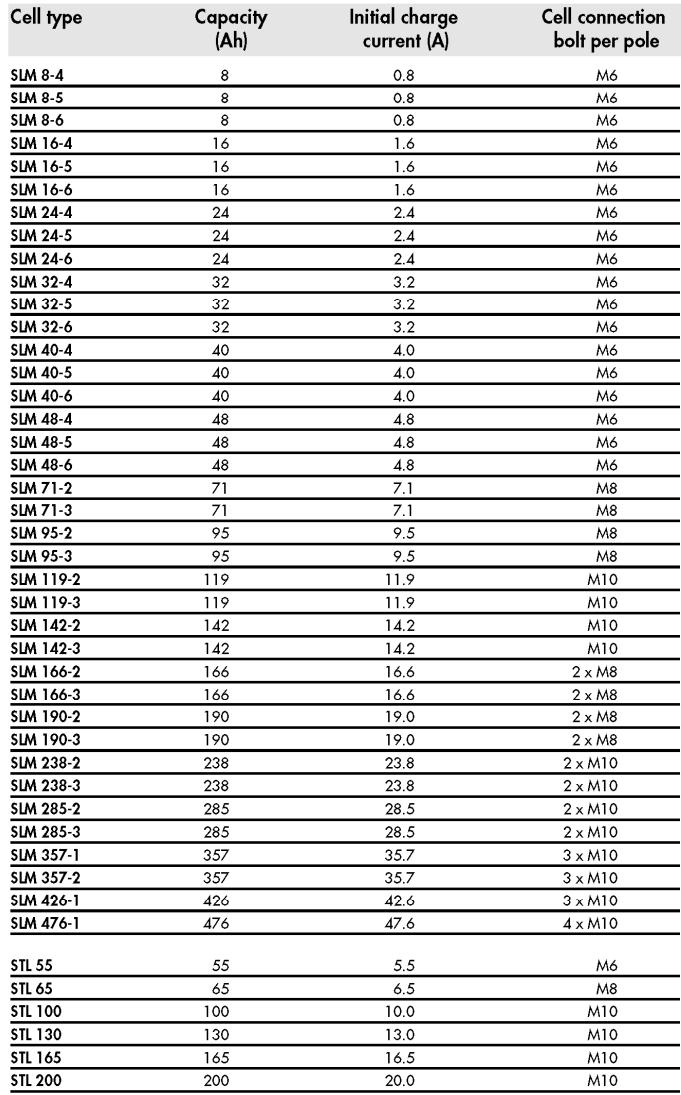 Cell type Capacity Initial charge Cell connection
(Ah) current (A) bolt per pole
SLM 8-4 8 0.8 M6
SLM 8-5 8 0.8 M6
SLM 8-6 8 0.8 M6
SLM 16-4 16 1.6 M6
SLM 16-5 16 1.6 M6
SLM 16-6 16 1.6 M6
SLM 24-4 24 2.4 M6
SLM 24-5 24 2.4 M6
SLM 24-6 24 2.4 M6
SLM 32-4 32 3.2 M6
SLM 32-5 32 3.2 M6
SLM 32-6 32 3.2 M6
SLM 40-4 40 4.0 M6
SLM 40-5 40 4.0 M6
SLM 40-6 40 4.0 M6
SLM 48-4 48 4.8 M6
SLM 48-5 48 4.8 M6
SLM 48-6 48 4.8 M6
SLM 71-2 71 7.1 M8
SLM 71-3 71 7.1 M8
SLM 95-2 95 9.5 M8
SLM 95-3 95 9.5 M8
SLM 119-2 119 11.9 M10
SLM 119-3 119 11.9 M10
SLM 142-2 142 14.2 M10
SLM 142-3 142 14.2 M10
SLM 166-2 166 16.6 2 x M8
SLM 166-3 166 16.6 2 x M8
SLM 190-2 190 19.0 2 x M8
SLM 190-3 190 19.0 2 x M8
SLM 238-2 238 23.8 2 x M10
SLM 238-3 238 23.8 2 x M10
SLM 285-2 285 28.5 2 x M10
SLM 285-3 285 28.5 2 x M10
SLM 357-1 357 35.7 3 x M10
SLM 357-2 357 35.7 3 x M10
SLM 426-1 426 42.6 3 x M10
SLM 476-1 476 47.6 4 x M10
STL 55 55 5.5 M6
STL 65 65 6.5 M8
STL 100 100 10.0 M10
STL 130 130 13.0 M10
STL 165 165 16.5 M10
STL 200 200 20.0 M10